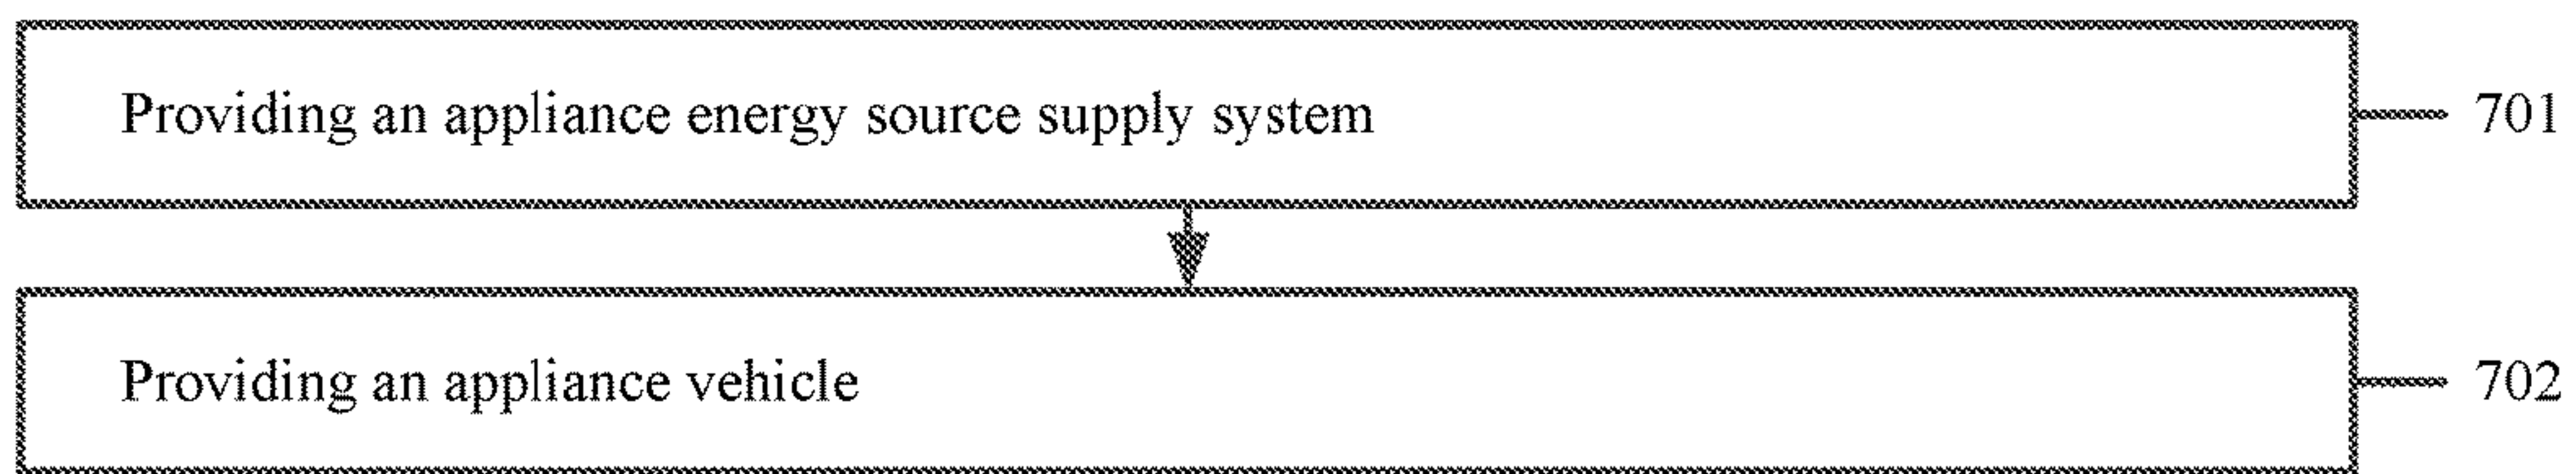 Providing an appliance energy source supply system
701
Providing an appliance vehicle
702